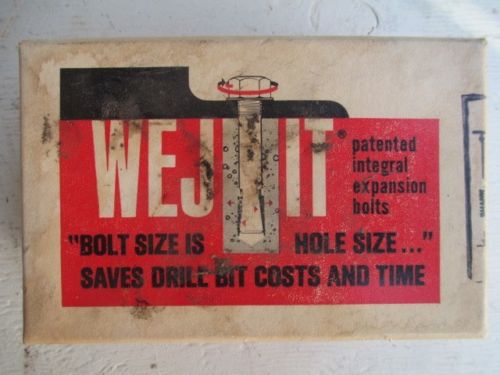 WEJ IT®
patented
integral
expansion
bolts
"BOLT SIZE IS HOLE SIZE..."
SAVES DRILL BIT COSTS AND TIME